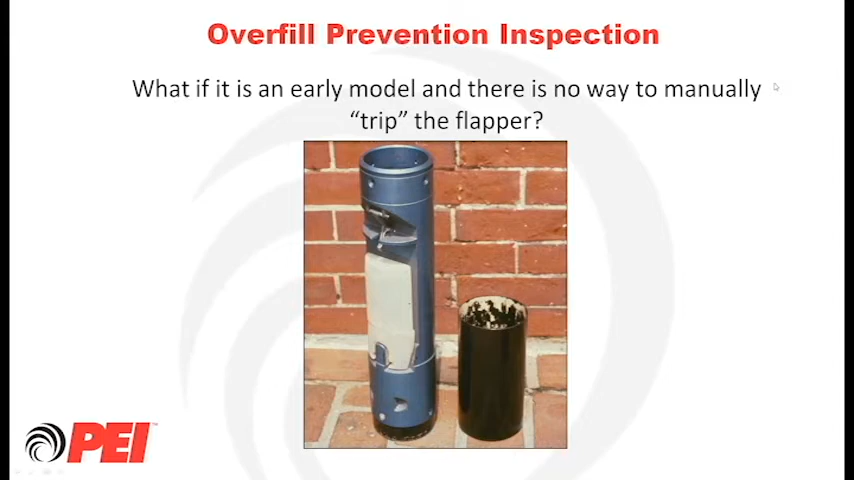 Overfill Prevention Inspection
What if it is an early model and there is no way to manually
“trip” the flapper?
PEI